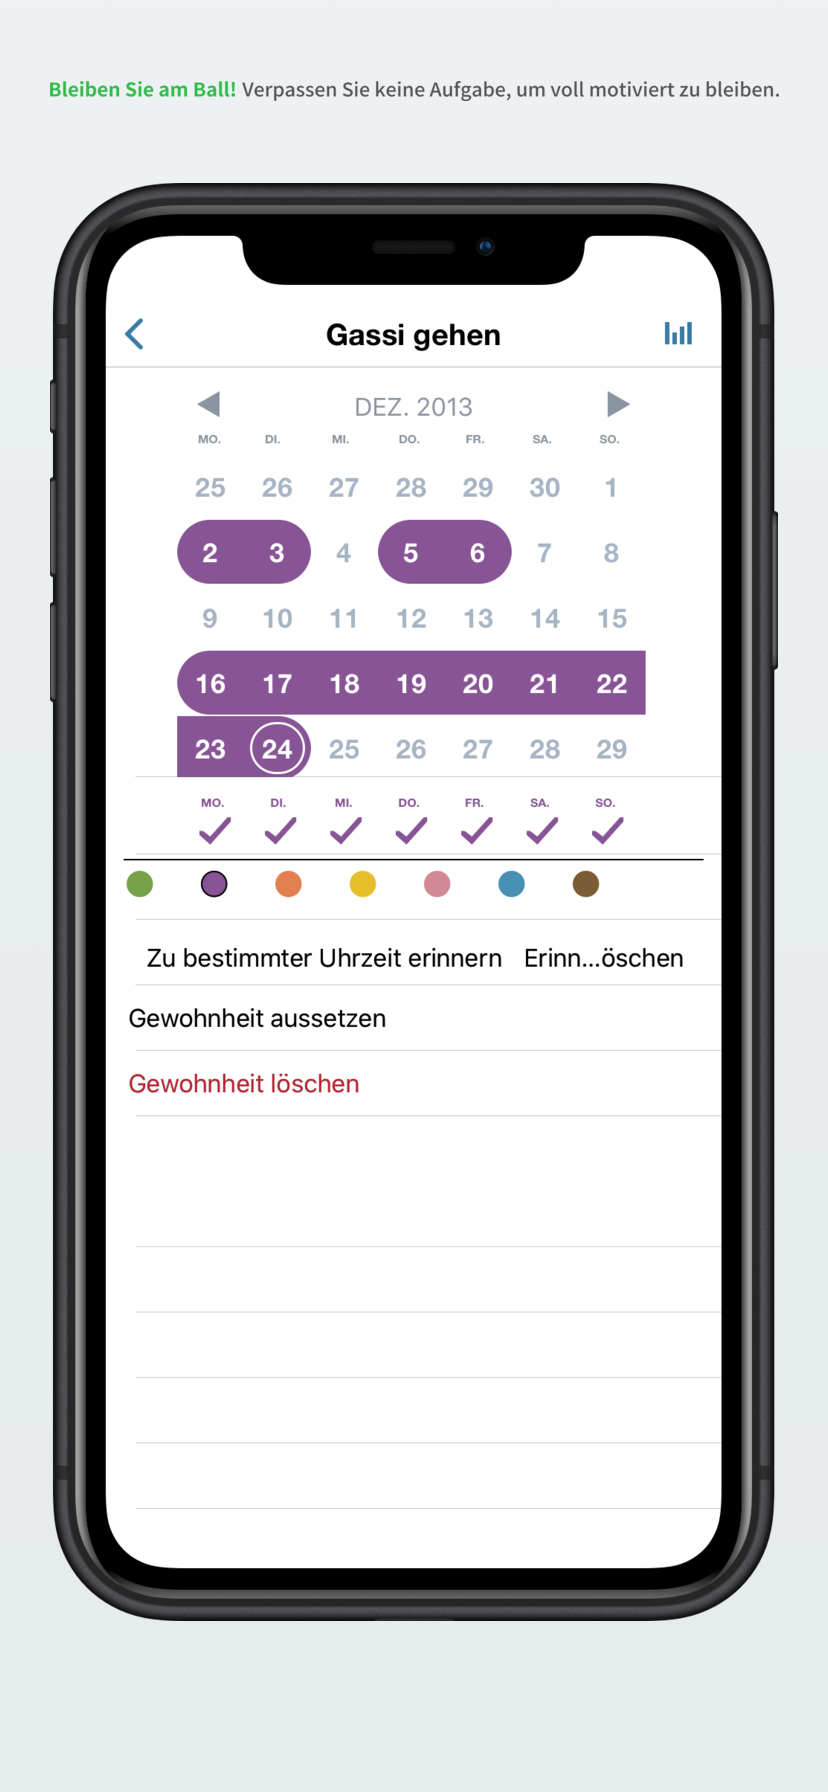 Bleiben Sie am Ball! Verpassen Sie keine Aufgabe, um voll motiviert zu bleiben.
Gassi gehen
DEZ. 2013
MO. DI. MI. DO. FR. SA. SO.
25 26 27 28 29 30 1
2 3 4 5 6 7 8
9 10 11 12 13 14 15
16 17 18 19 20 21 22
23 24 25 26 27 28 29
MO. DI. MI. DO. FR. SA. SO.
Zu bestimmter Uhrzeit erinnern Erinn...öschen
Gewohnheit aussetzen
Gewohnheit löschen